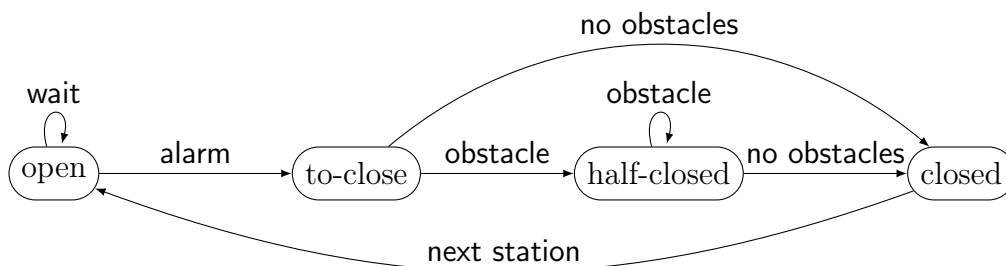 no obstacles
wait
obstacle
open
alarm
to-close
obstacle
half-closed
no obstacles
closed
next station